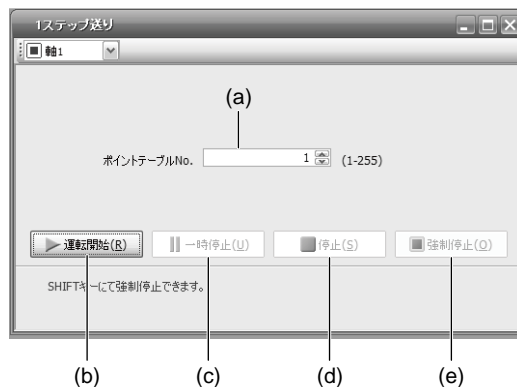 1ステップ送り
軸1
(a)
ポイントテーブルNo. 1 (1-255)
運転開始(R) 一時停止(U) 停止(S) 強制停止(O)
SHIFTキーにて強制停止できます。
(b) (c) (d) (e)